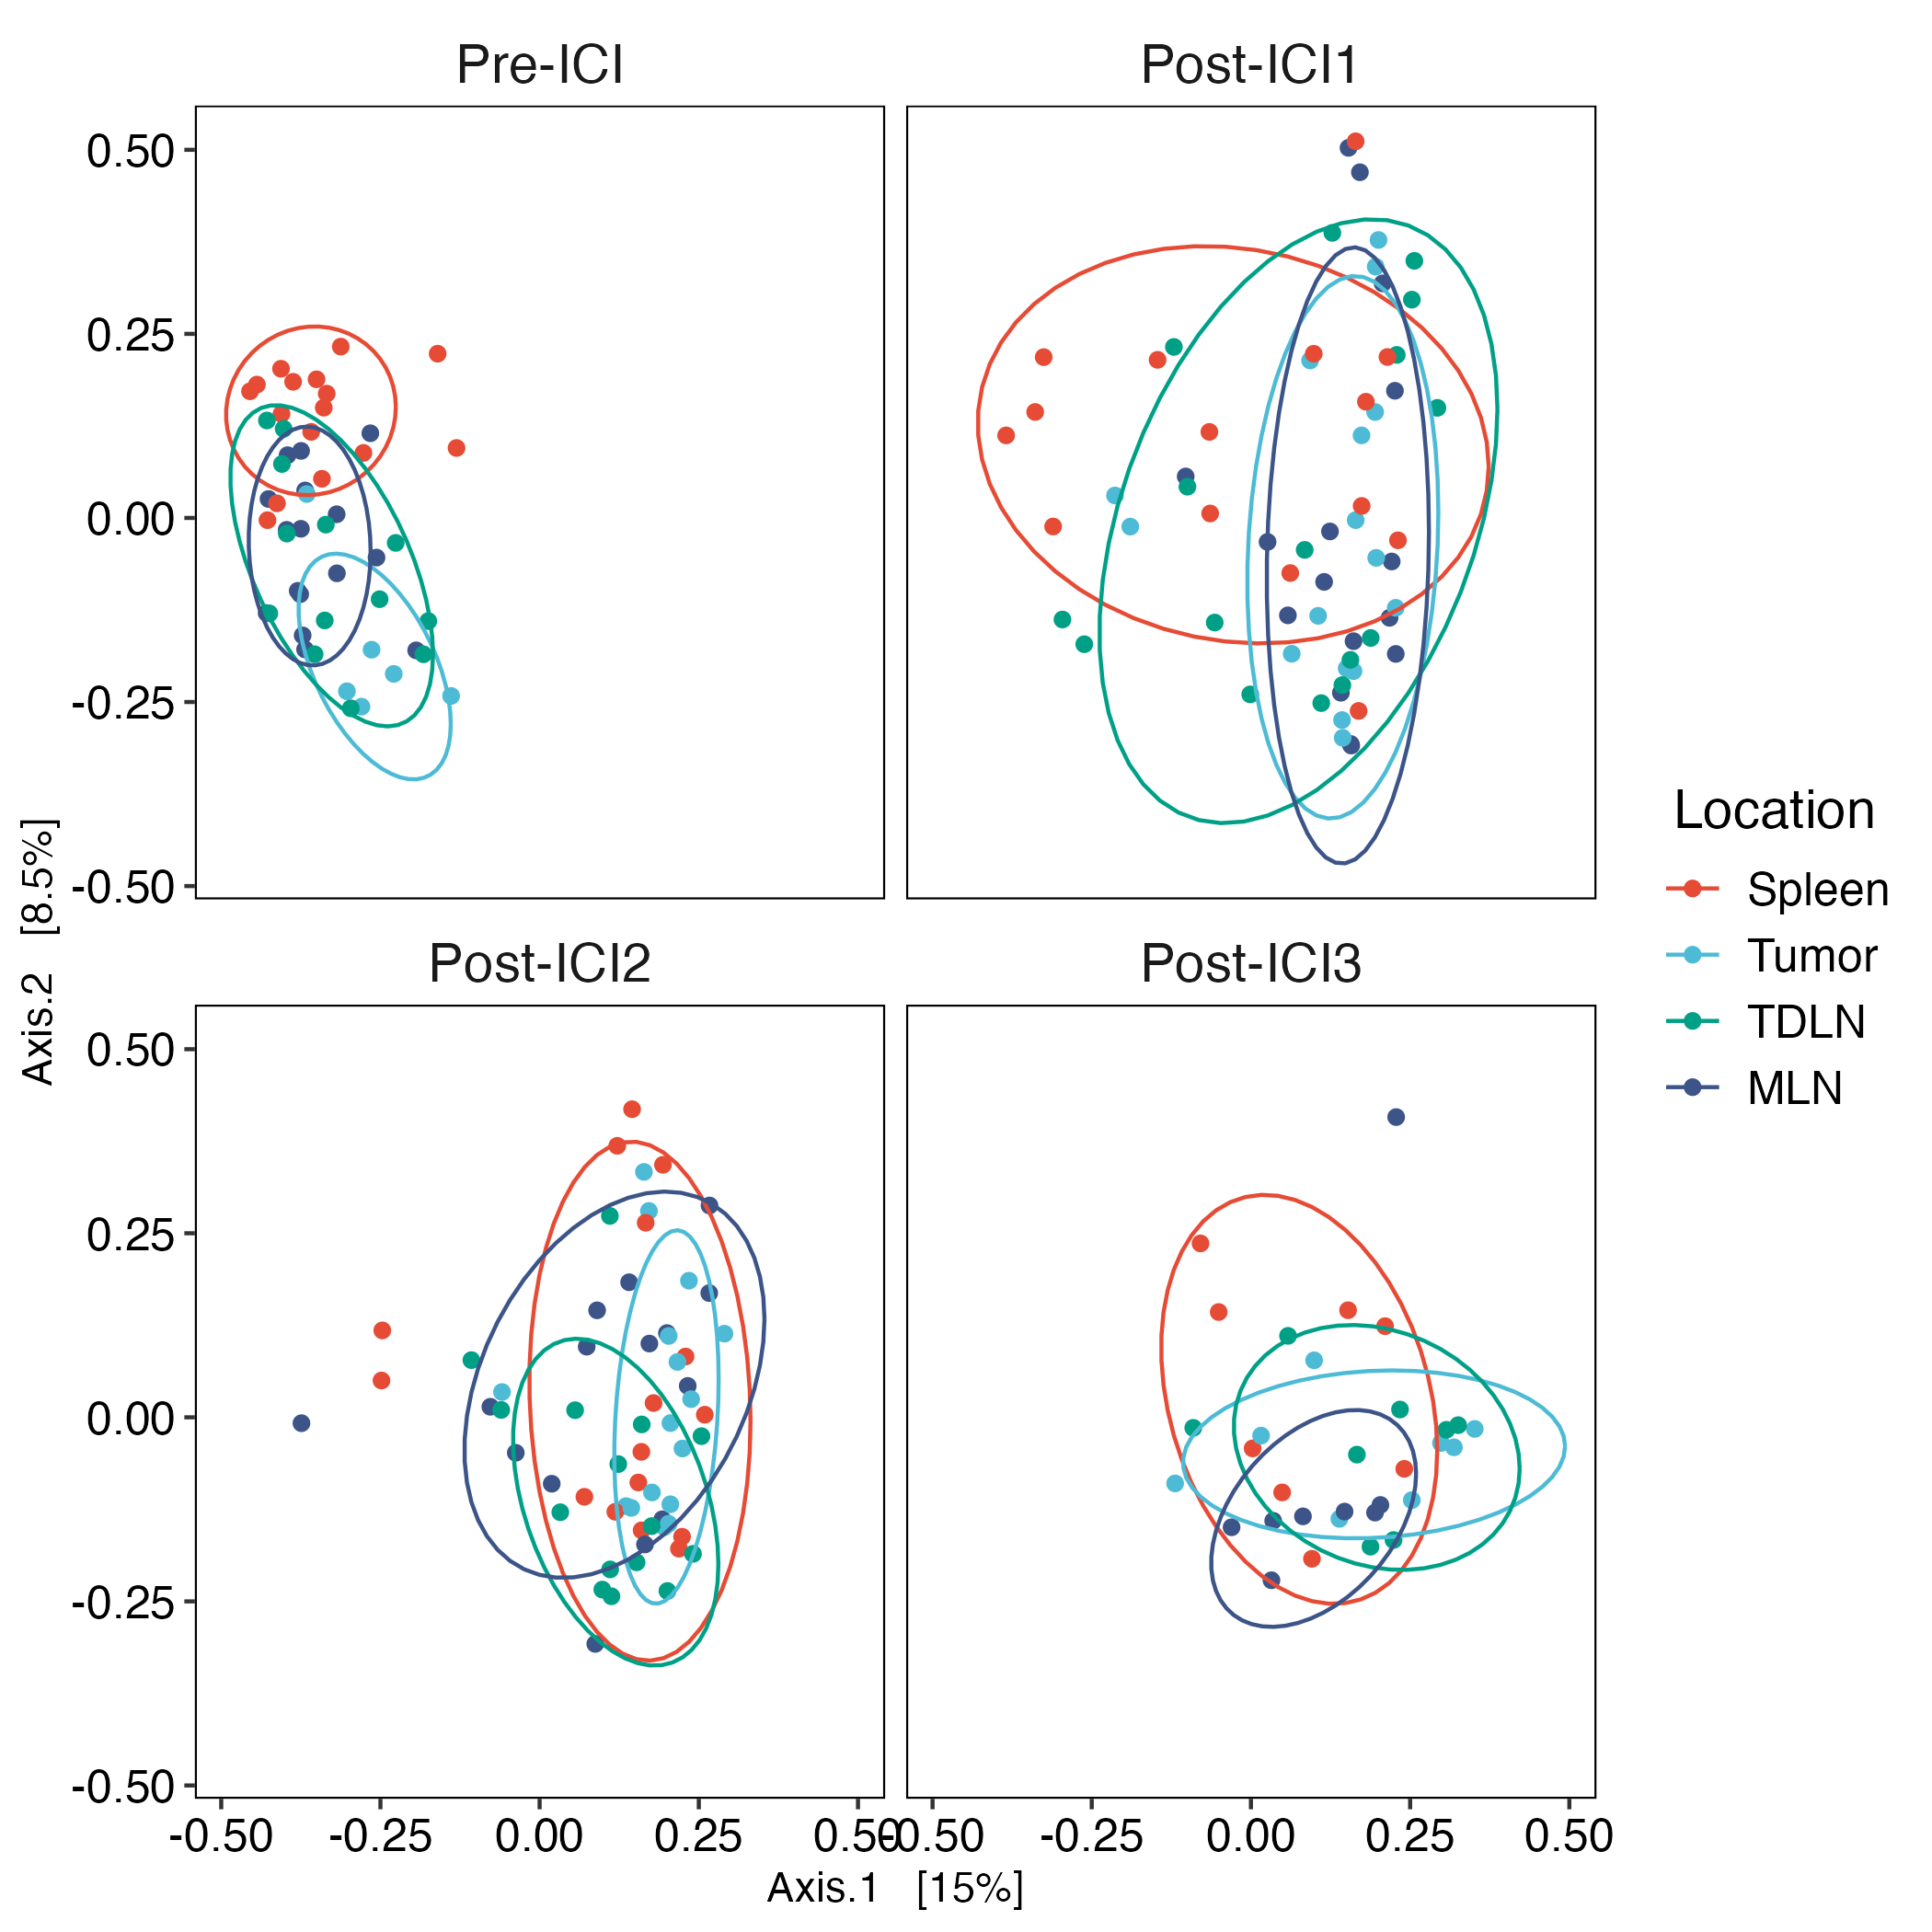 Pre-ICI
Post-ICI1
0.50
0.25
0.00
-0.25
-0.50
Post-ICI2
Post-ICI3
0.50
0.25
0.00
-0.25
-0.50
-0.50 -0.25 0.00 0.25 0.50
-0.50 -0.25 0.00 0.25 0.50
Axis.1 [15%]
Axis.2 [8.5%]
Location
Spleen
Tumor
TDLN
MLN